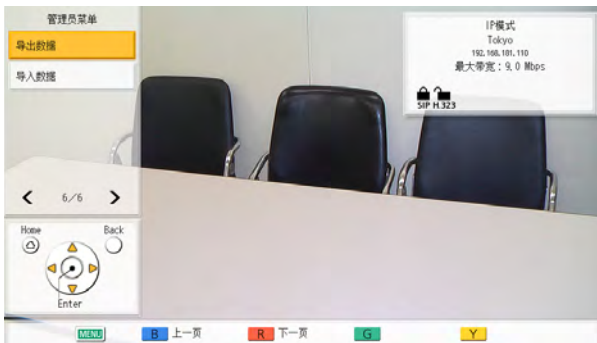 管理员菜单
导出数据
导入数据
6/6
Home
Back
Enter
IP模式
Tokyo
192.168.101.110
最大带宽：9.0 Mbps
SIP H.323
MENU
B 上一页
R 下一页
G
Y